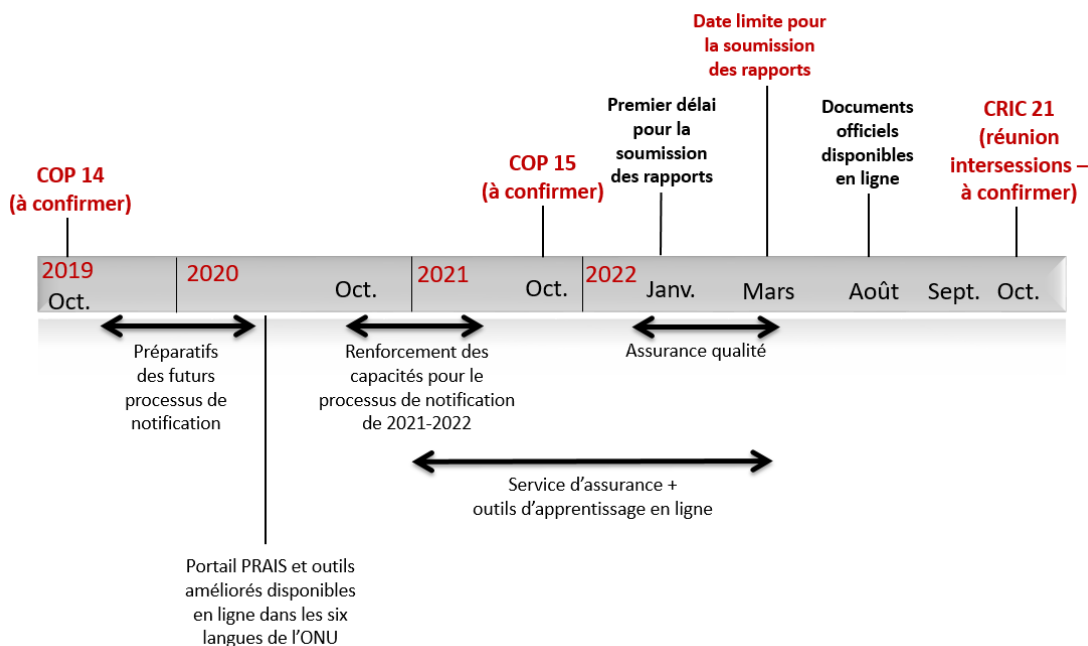 Date limite pour
la soumission
des rapports
Premier délai
pour la
soumission
des rapports
Documents
officiels
disponibles
en ligne
CRIC 21
(réunion
intersessions –
à confirmer)
COP 14
(à confirmer)
COP 15
(à confirmer)
2019
2020
2021
2022
Oct.
Oct.
Oct.
Janv.
Mars
Août
Sept.
Oct.
Préparatifs
des futurs
processus de
notification
Renforcement des
capacités pour le
processus de notification
de 2021-2022
Assurance qualité
Service d'assurance +
outils d'apprentissage en ligne
Portail PRAIS et outils
améliorés disponibles
en ligne dans les six
langues de l'ONU